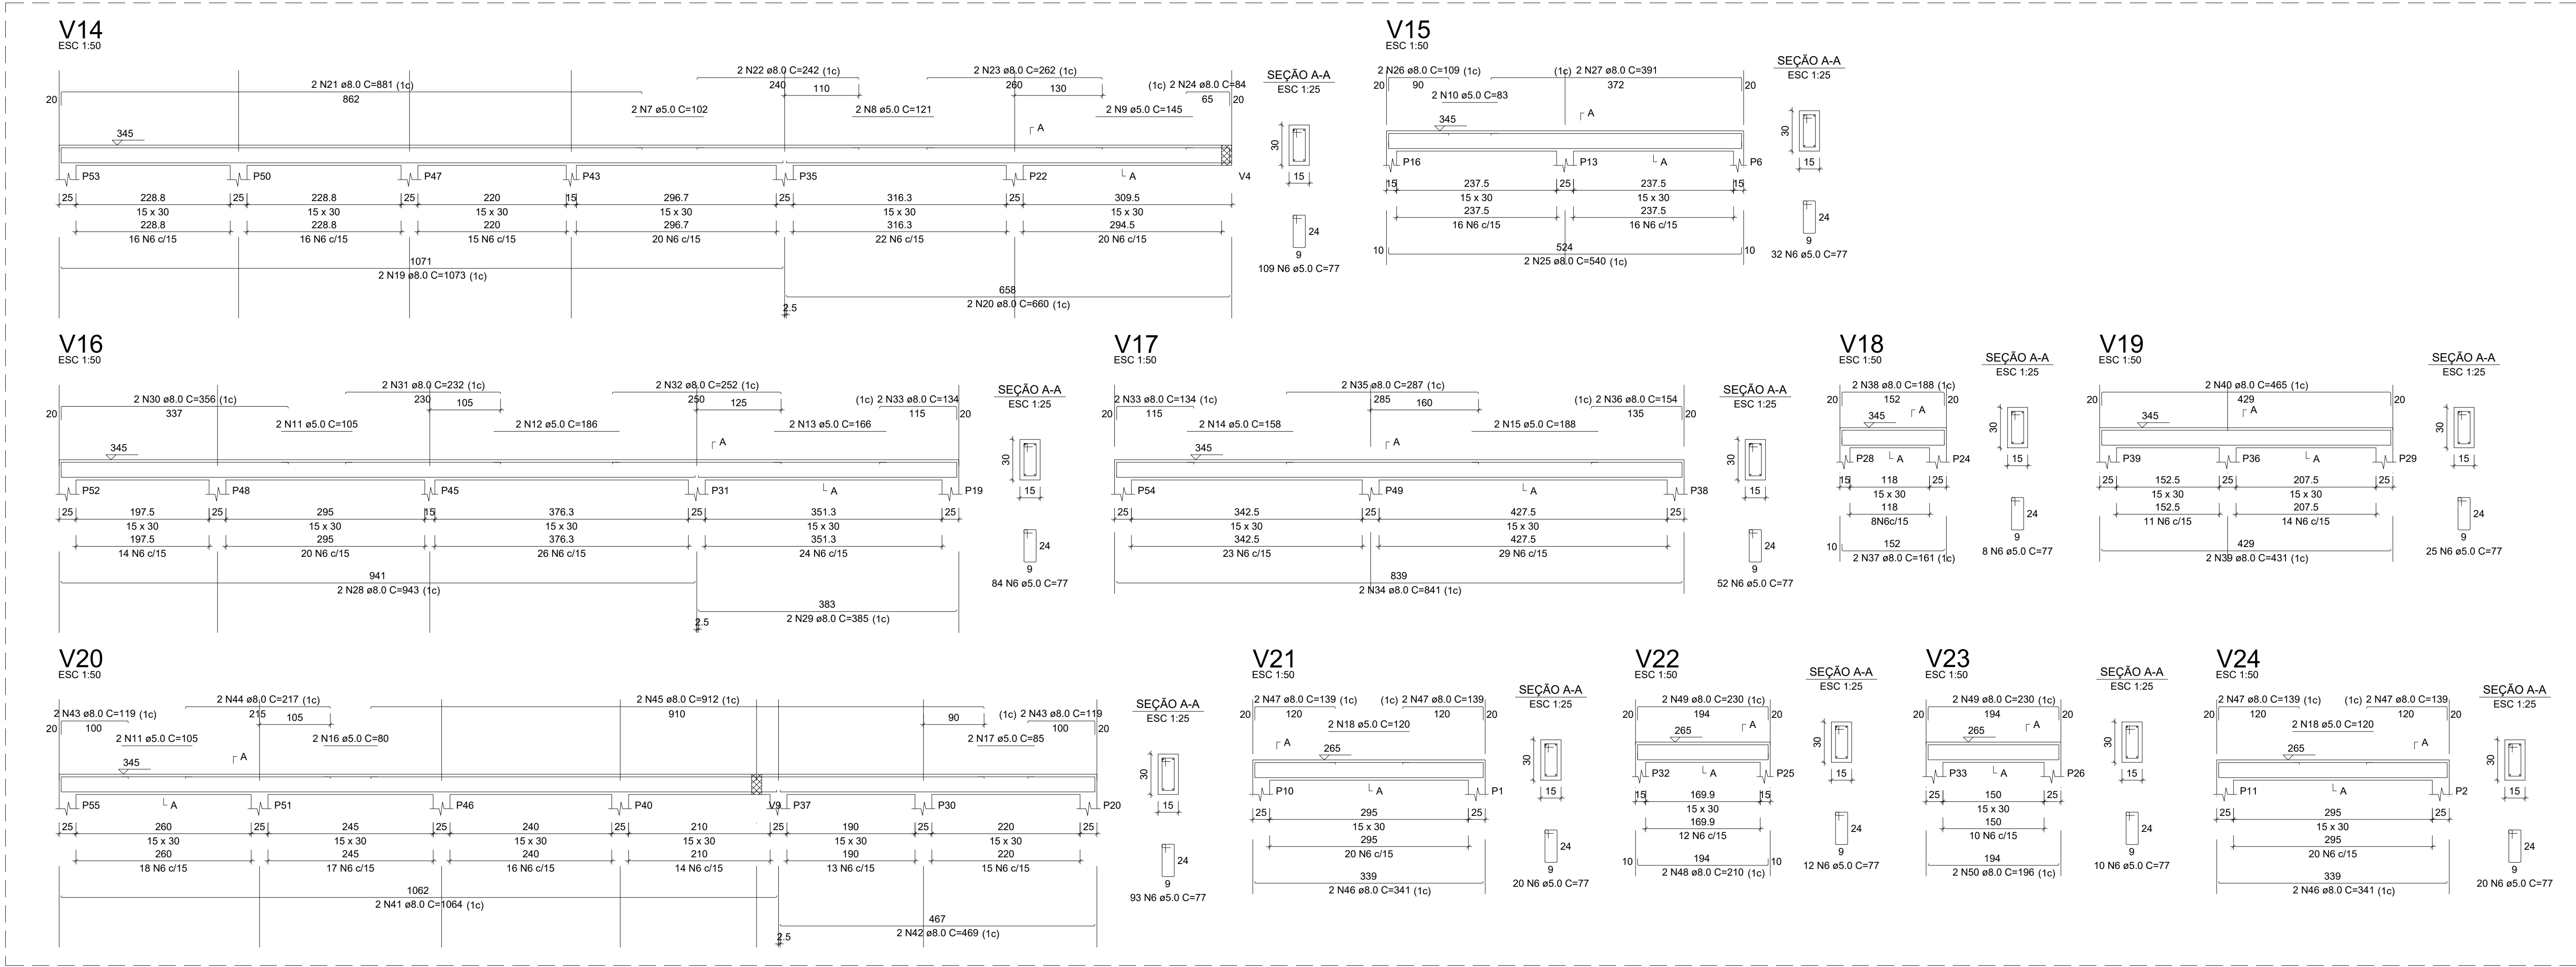 V14
ESC 1:50
2 N21 ø8.0 C=881 (1c)
20
862
2 N22 ø8.0 C=242 (1c)
240
110
2 N23 ø8.0 C=262 (1c)
260
130
(1c) 2 N24 ø8.0 C=84
65
20
2 N7 ø5.0 C=102
2 N8 ø5.0 C=121
2 N9 ø5.0 C=145
345
A
P53
P50
P47
P43
P35
P22
A
V4
25 228.8 25 228.8 25 220 15 296.7 25 316.3 25 309.5
15 x 30 15 x 30 15 x 30 15 x 30 15 x 30 15 x 30
228.8 228.8 220 296.7 316.3 294.5
16 N6 c/15 16 N6 c/15 15 N6 c/15 20 N6 c/15 22 N6 c/15 20 N6 c/15
1071
2 N19 ø8.0 C=1073 (1c)
658
2 N20 ø8.0 C=660 (1c)
2.5
SEÇÃO A-A
ESC 1:25
30
15
24
9
109 N6 ø5.0 C=77
V15
ESC 1:50
2 N26 ø8.0 C=109 (1c)
20
90
(1c) 2 N27 ø8.0 C=391
372
20
2 N10 ø5.0 C=83
345
A
P16
P13
A
P6
15 237.5 25 237.5 15
15 x 30 15 x 30
237.5 237.5
16 N6 c/15 16 N6 c/15
10
524
10
2 N25 ø8.0 C=540 (1c)
SEÇÃO A-A
ESC 1:25
30
15
24
9
32 N6 ø5.0 C=77
V16
ESC 1:50
2 N30 ø8.0 C=356 (1c)
20
337
2 N31 ø8.0 C=232 (1c)
230
105
2 N32 ø8.0 C=252 (1c)
250
125
(1c) 2 N33 ø8.0 C=134
115
20
2 N11 ø5.0 C=105
2 N12 ø5.0 C=186
2 N13 ø5.0 C=166
345
A
P52
P48
P45
P31
A
P19
25 197.5 25 295 15 376.3 25 351.3 25
15 x 30 15 x 30 15 x 30 15 x 30
197.5 295 376.3 351.3
14 N6 c/15 20 N6 c/15 26 N6 c/15 24 N6 c/15
941
2 N28 ø8.0 C=943 (1c)
383
2 N29 ø8.0 C=385 (1c)
2.5
SEÇÃO A-A
ESC 1:25
30
15
24
9
84 N6 ø5.0 C=77
V17
ESC 1:50
2 N33 ø8.0 C=134 (1c)
20
115
2 N35 ø8.0 C=287 (1c)
285
160
(1c) 2 N36 ø8.0 C=154
135
20
2 N14 ø5.0 C=158
2 N15 ø5.0 C=188
345
A
P54
P49
A
P38
25 342.5 25 427.5 25
15 x 30 15 x 30
342.5 427.5
23 N6 c/15 29 N6 c/15
839
2 N34 ø8.0 C=841 (1c)
SEÇÃO A-A
ESC 1:25
30
15
24
9
52 N6 ø5.0 C=77
V18
ESC 1:50
2 N38 ø8.0 C=188 (1c)
20
152
20
345
A
P28
A
P24
15 118 25
15 x 30
118
8N6c/15
10
152
2 N37 ø8.0 C=161 (1c)
SEÇÃO A-A
ESC 1:25
30
15
24
9
8 N6 ø5.0 C=77
V19
ESC 1:50
2 N40 ø8.0 C=465 (1c)
20
429
20
345
A
P39
P36
A
P29
25 152.5 25 207.5 25
15 x 30 15 x 30
152.5 207.5
11 N6 c/15 14 N6 c/15
429
2 N39 ø8.0 C=431 (1c)
SEÇÃO A-A
ESC 1:25
30
15
24
9
25 N6 ø5.0 C=77
V20
ESC 1:50
2 N43 ø8.0 C=119 (1c)
20
100
2 N44 ø8.0 C=217 (1c)
215
105
2 N45 ø8.0 C=912 (1c)
910
90
(1c) 2 N43 ø8.0 C=119
100
20
2 N11 ø5.0 C=105
2 N16 ø5.0 C=80
2 N17 ø5.0 C=85
345
A
P55
A
P51
P46
P40
V9
P37
P30
P20
25 260 25 245 25 240 25 210 25 190 25 220 25
15 x 30 15 x 30 15 x 30 15 x 30 15 x 30 15 x 30
260 245 240 210 190 220
18 N6 c/15 17 N6 c/15 16 N6 c/15 14 N6 c/15 13 N6 c/15 15 N6 c/15
1062
2 N41 ø8.0 C=1064 (1c)
467
2 N42 ø8.0 C=469 (1c)
2.5
SEÇÃO A-A
ESC 1:25
30
15
24
9
93 N6 ø5.0 C=77
V21
ESC 1:50
2 N47 ø8.0 C=139 (1c)
20
120
(1c) 2 N47 ø8.0 C=139
120
20
2 N18 ø5.0 C=120
A
265
P10
A
P1
25 295 25
15 x 30
295
20 N6 c/15
339
2 N46 ø8.0 C=341 (1c)
SEÇÃO A-A
ESC 1:25
30
15
24
9
20 N6 ø5.0 C=77
V22
ESC 1:50
2 N49 ø8.0 C=230 (1c)
20
194
20
265
A
P32
A
P25
15 169.9 15
15 x 30
169.9
12 N6 c/15
10
194
10
2 N48 ø8.0 C=210 (1c)
SEÇÃO A-A
ESC 1:25
30
15
24
9
12 N6 ø5.0 C=77
V23
ESC 1:50
2 N49 ø8.0 C=230 (1c)
20
194
20
265
A
P33
A
P26
25 150 25
15 x 30
150
10 N6 c/15
194
2 N50 ø8.0 C=196 (1c)
SEÇÃO A-A
ESC 1:25
30
15
24
9
10 N6 ø5.0 C=77
V24
ESC 1:50
2 N47 ø8.0 C=139 (1c)
20
120
(1c) 2 N47 ø8.0 C=139
120
20
2 N18 ø5.0 C=120
265
A
P11
A
P2
25 295 25
15 x 30
295
20 N6 c/15
339
2 N46 ø8.0 C=341 (1c)
SEÇÃO A-A
ESC 1:25
30
15
24
9
20 N6 ø5.0 C=77